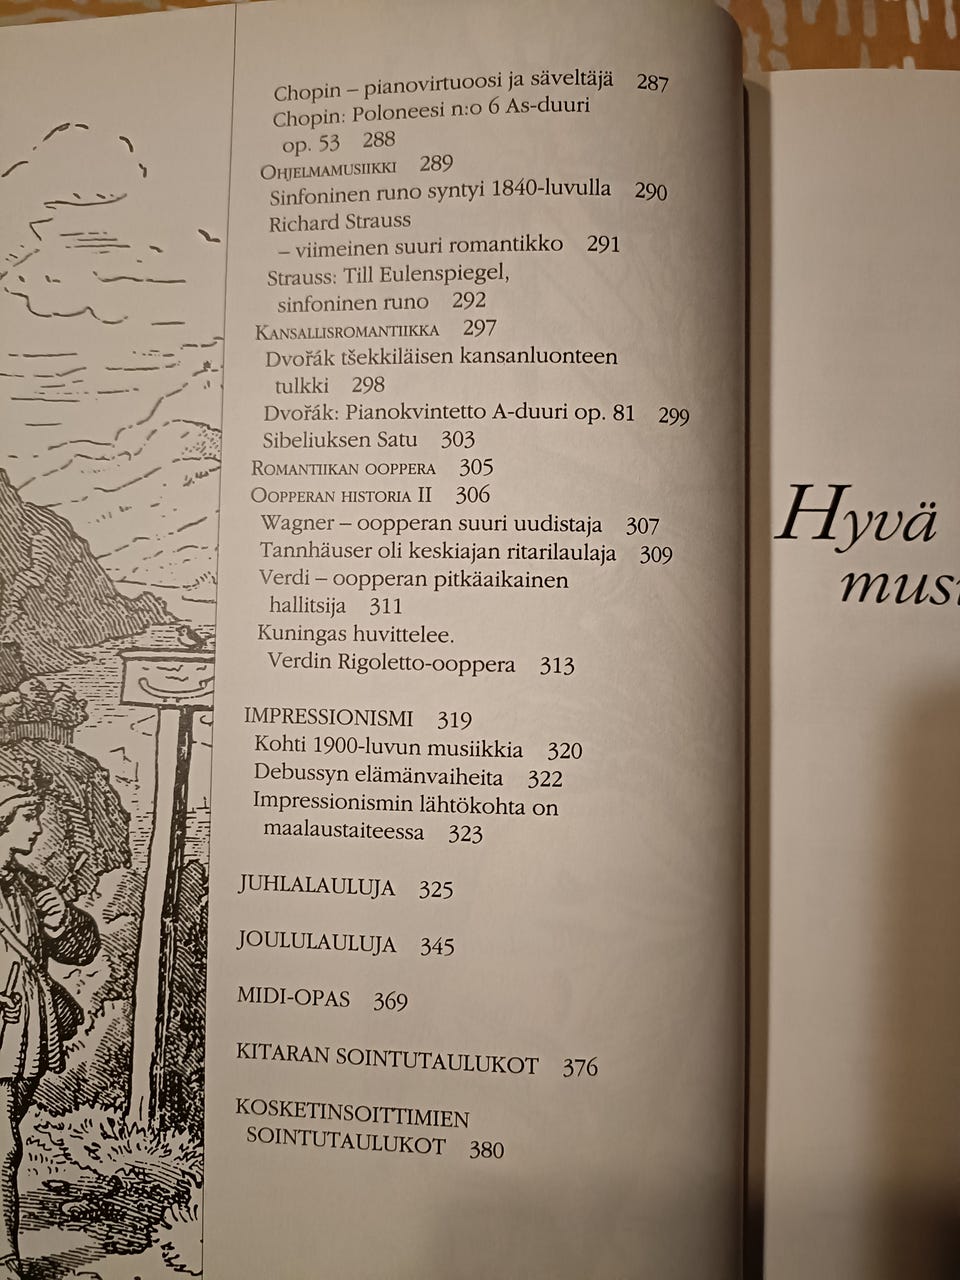 Chopin – pianovirtuoosi ja säveltäjä 287
Chopin: Poloneesi n:o 6 As-duuri
op. 53 288
OHJELMAMUSIIKKI 289
Sinfoninen runo syntyi 1840-luvulla 290
Richard Strauss
– viimeinen suuri romantikko 291
Strauss: Till Eulenspiegel,
sinfoninen runo 292
KANSALLISROMANTIIKKA 297
Dvořák tšekkiläisen kansanluonteen
tulkki 298
Dvořák: Pianokvintetto A-duuri op. 81 299
Sibeliuksen Satu 303
ROMANTIIKAN OOPPERA 305
OOPPERAN HISTORIA II 306
Wagner – oopperan suuri uudistaja 307
Tannhäuser oli keskiajan ritarilaulaja 309
Verdi – oopperan pitkäaikainen
hallitsija 311
Kuningas huvittelee.
Verdin Rigoletto-ooppera 313
IMPRESSIONISMI 319
Kohti 1900-luvun musiikkia 320
Debussyn elämänvaiheita 322
Impressionismin lähtökohta on
maalaustaiteessa 323
JUHLALAULUJA 325
JOULULAULUJA 345
MIDI-OPAS 369
KITARAN SOINTUTAULUKOT 376
KOSKETINSOITTIMIEN
SOINTUTAULUKOT 380
Hyvä